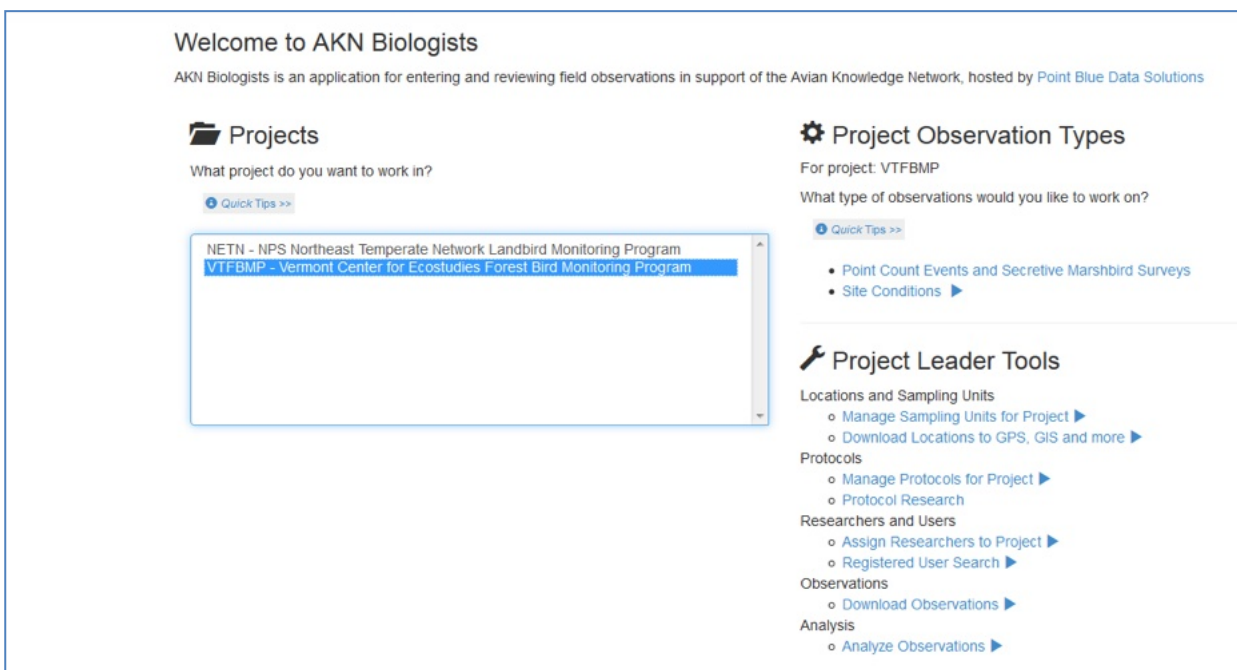 Welcome to AKN Biologists
AKN Biologists is an application for entering and reviewing field observations in support of the Avian Knowledge Network, hosted by Point Blue Data Solutions
Projects
What project do you want to work in?
Quick Tips >>
NETN - NPS Northeast Temperate Network Landbird Monitoring Program
VTFBMP - Vermont Center for Ecostudies Forest Bird Monitoring Program
Project Observation Types
For project: VTFBMP
What type of observations would you like to work on?
Quick Tips >>
Point Count Events and Secretive Marshbird Surveys
Site Conditions
Project Leader Tools
Locations and Sampling Units
Manage Sampling Units for Project
Download Locations to GPS, GIS and more
Protocols
Manage Protocols for Project
Protocol Research
Researchers and Users
Assign Researchers to Project
Registered User Search
Observations
Download Observations
Analysis
Analyze Observations